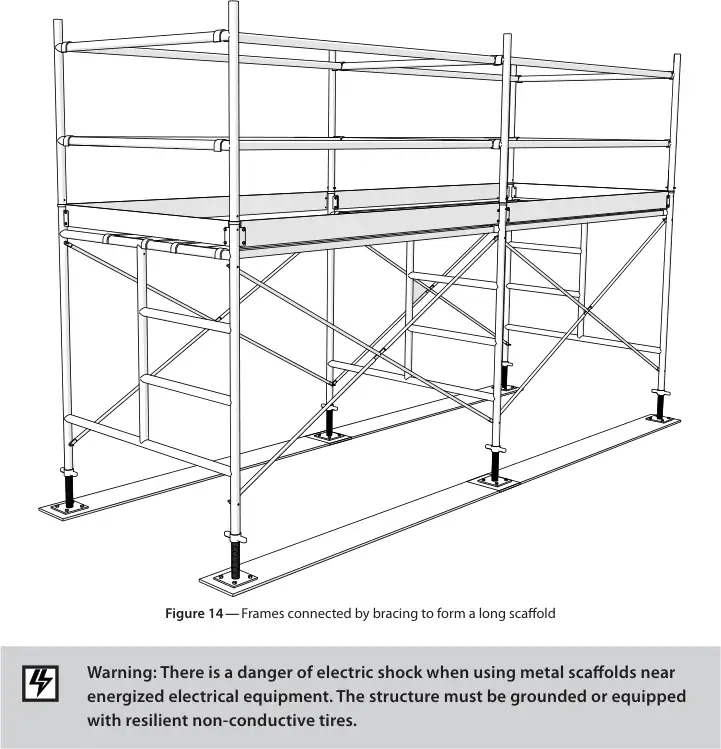 Figure 14 — Frames connected by bracing to form a long scaffold
Warning: There is a danger of electric shock when using metal scaffolds near
energized electrical equipment. The structure must be grounded or equipped
with resilient non-conductive tires.